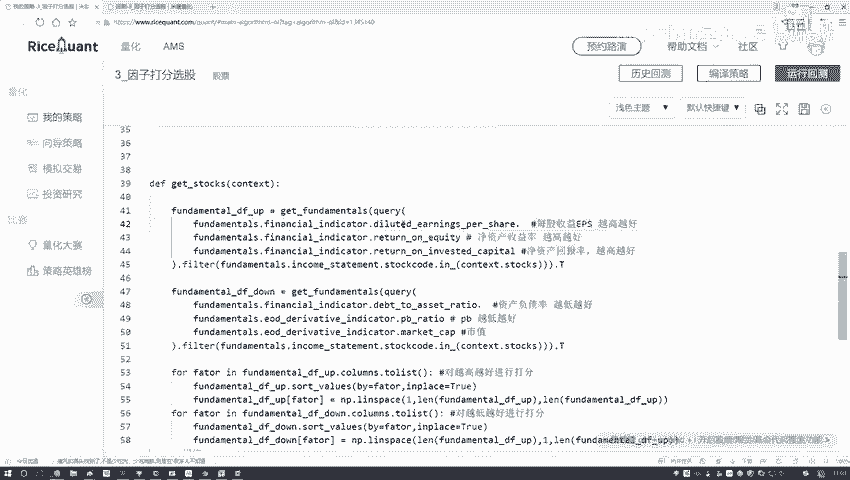 https://www.ricequant.com/quant/
RiceQuant 量化 AMS 预约路演 帮助文档 社区
3_因子打分选股 股票 历史回测 编译策略 运行回测
浅色主题 默认快捷键
我的策略
向导策略
模拟交易
投资研究
量化大赛
策略英雄榜
35
36
37
38
39 def get_stocks(context):
40
41 fundamental_df_up = get_fundamentals(query(
42 fundamentals.financial_indicator.diluted_earnings_per_share, #每股收益EPS 越高越好
43 fundamentals.financial_indicator.return_on_equity # 净资产收益率 越高越好
44 fundamentals.financial_indicator.return_on_invested_capital #净资产回报率，越高越好
45 ).filter(fundamentals.income_statement.stockcode.in_(context.stocks))).T
46
47 fundamental_df_down = get_fundamentals(query(
48 fundamentals.financial_indicator.debt_to_asset_ratio, #资产负债率 越低越好
49 fundamentals.eod_derivative_indicator.pb_ratio # pb 越低越好
50 fundamentals.eod_derivative_indicator.market_cap #市值
51 ).filter(fundamentals.income_statement.stockcode.in_(context.stocks))).T
52
53 for fator in fundamental_df_up.columns.tolist(): #对越高越好进行打分
54 fundamental_df_up.sort_values(by=fator,inplace=True)
55 fundamental_df_up[fator] = np.linspace(1,len(fundamental_df_up),len(fundamental_df_up))
56 for fator in fundamental_df_down.columns.tolist(): #对越低越好进行打分
57 fundamental_df_down.sort_values(by=fator,inplace=True)
58 fundamental_df_down[fator] = np.linspace(len(fundamental_df_up),1,len(fundamental_df_up))